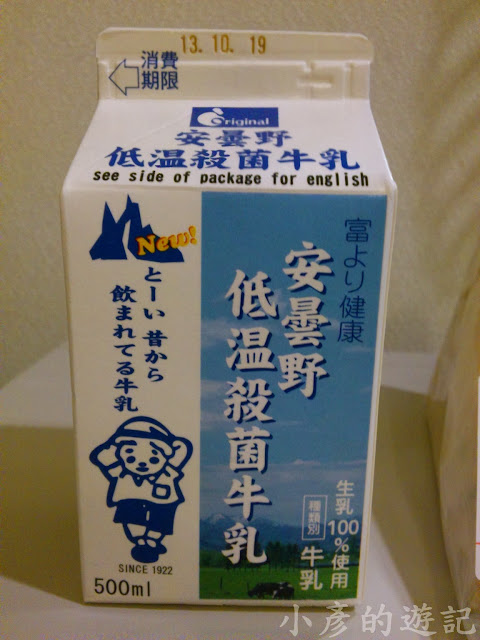 13.10.19
消費
期限
original
安曇野
低温殺菌牛乳
see side of package for english
New!
とーい昔から
飲まれてる牛乳
富より健康
安曇野
低温殺菌牛乳
生乳100%使用
種類別 牛乳
SINCE 1922
500ml
小彥的遊記